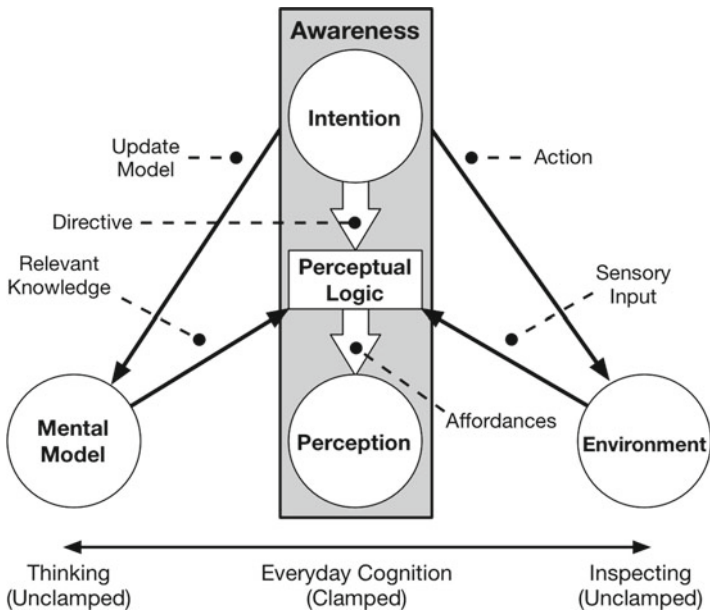 Awareness
Intention
Update
Model
Action
Directive
Perceptual
Logic
Relevant
Knowledge
Sensory
Input
Mental
Model
Perception
Affordances
Environment
Thinking
(Unclamped)
Everyday Cognition
(Clamped)
Inspecting
(Unclamped)